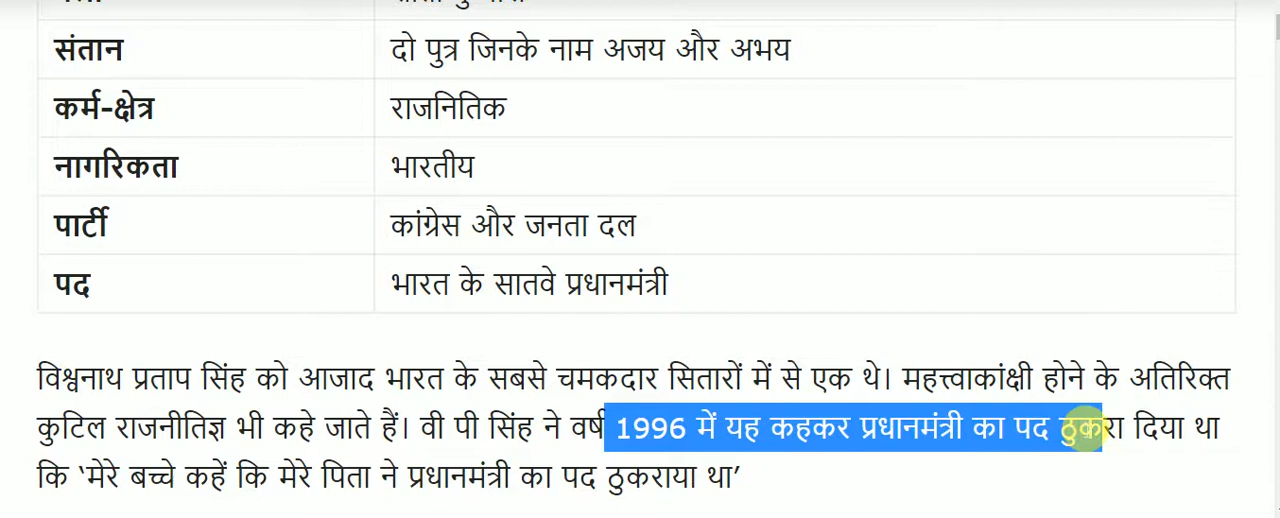 संतान दो पुत्र जिनके नाम अजय और अभय
कर्म-क्षेत्र राजनितिक
नागरिकता भारतीय
पार्टी कांग्रेस और जनता दल
पद भारत के सातवे प्रधानमंत्री
विश्वनाथ प्रताप सिंह को आजाद भारत के सबसे चमकदार सितारों में से एक थे। महत्त्वाकांक्षी होने के अतिरिक्त
कुटिल राजनीतिज्ञ भी कहे जाते हैं। वी पी सिंह ने वर्ष 1996 में यह कहकर प्रधानमंत्री का पद ठुकरा दिया था
कि ‘मेरे बच्चे कहें कि मेरे पिता ने प्रधानमंत्री का पद ठुकराया था’